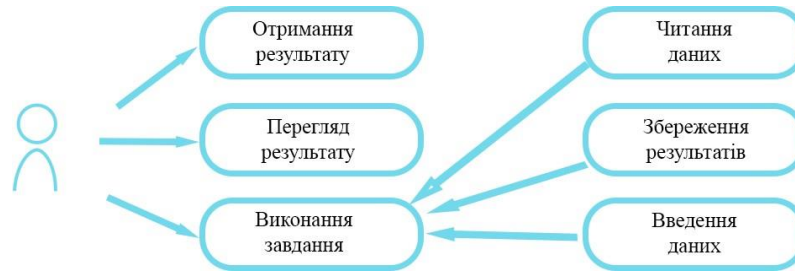 Отримання
результату
Перегляд
результату
Виконання
завдання
Читання
даних
Збереження
результатів
Введення
даних